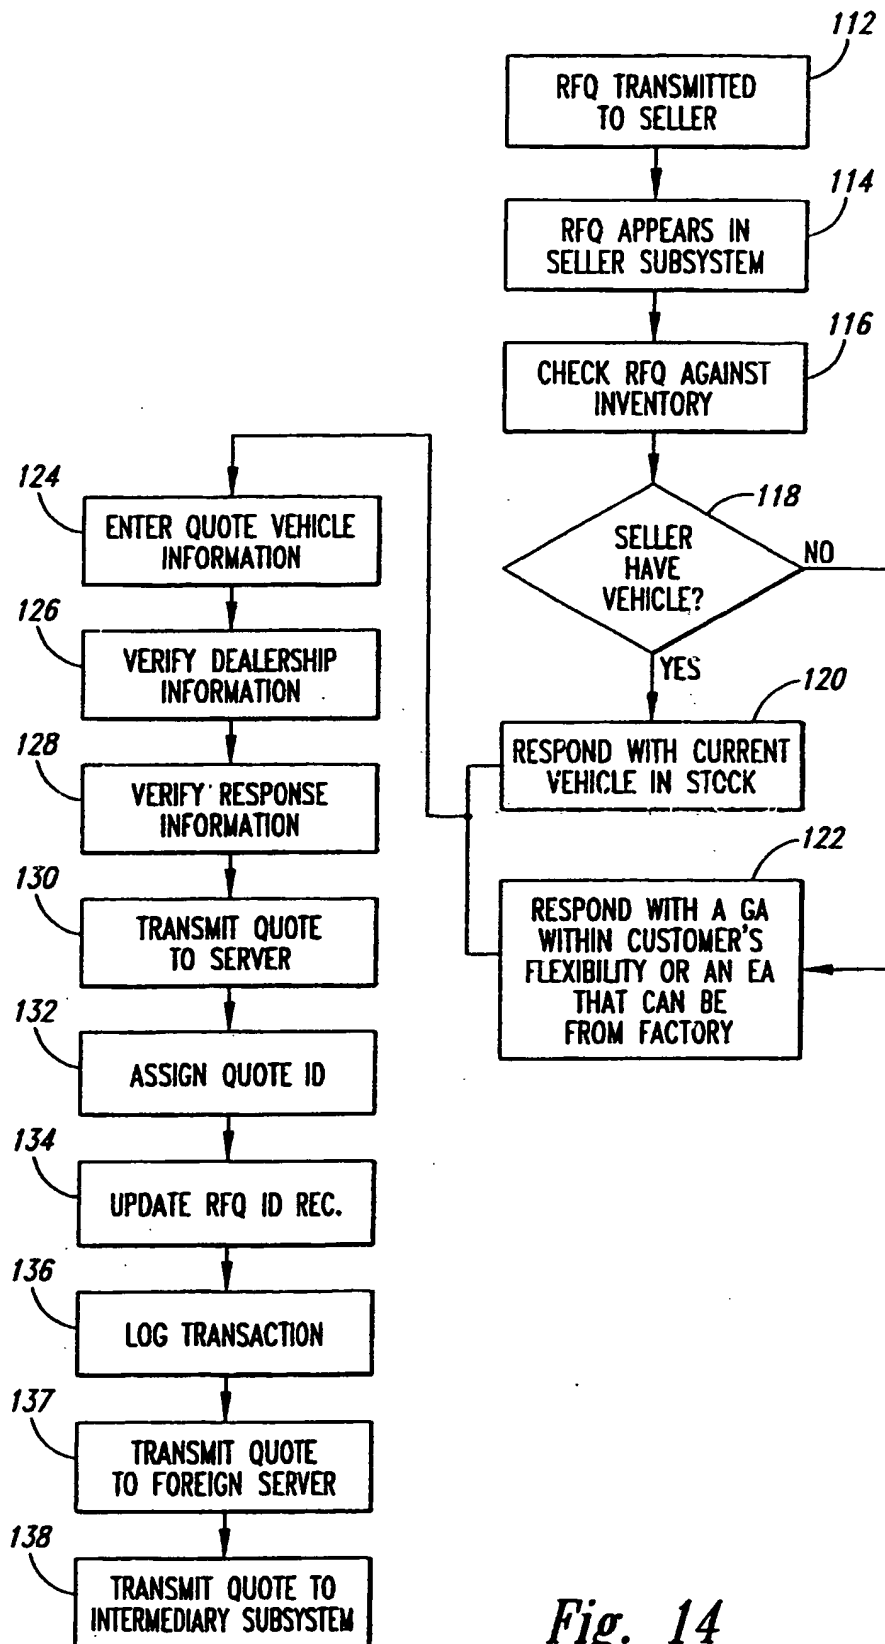 112
RFQ TRANSMITTED
TO SELLER
114
RFQ APPEARS IN
SELLER SUBSYSTEM
116
CHECK RFQ AGAINST
INVENTORY
118
SELLER
HAVE
VEHICLE?
NO
YES
120
RESPOND WITH CURRENT
VEHICLE IN STOCK
122
RESPOND WITH A GA
WITHIN CUSTOMER'S
FLEXIBILITY OR AN EA
THAT CAN BE
FROM FACTORY
124
ENTER QUOTE VEHICLE
INFORMATION
126
VERIFY DEALERSHIP
INFORMATION
128
VERIFY RESPONSE
INFORMATION
130
TRANSMIT QUOTE
TO SERVER
132
ASSIGN QUOTE ID
134
UPDATE RFQ ID REC.
136
LOG TRANSACTION
137
TRANSMIT QUOTE
TO FOREIGN SERVER
138
TRANSMIT QUOTE TO
INTERMEDIARY SUBSYSTEM
Fig. 14